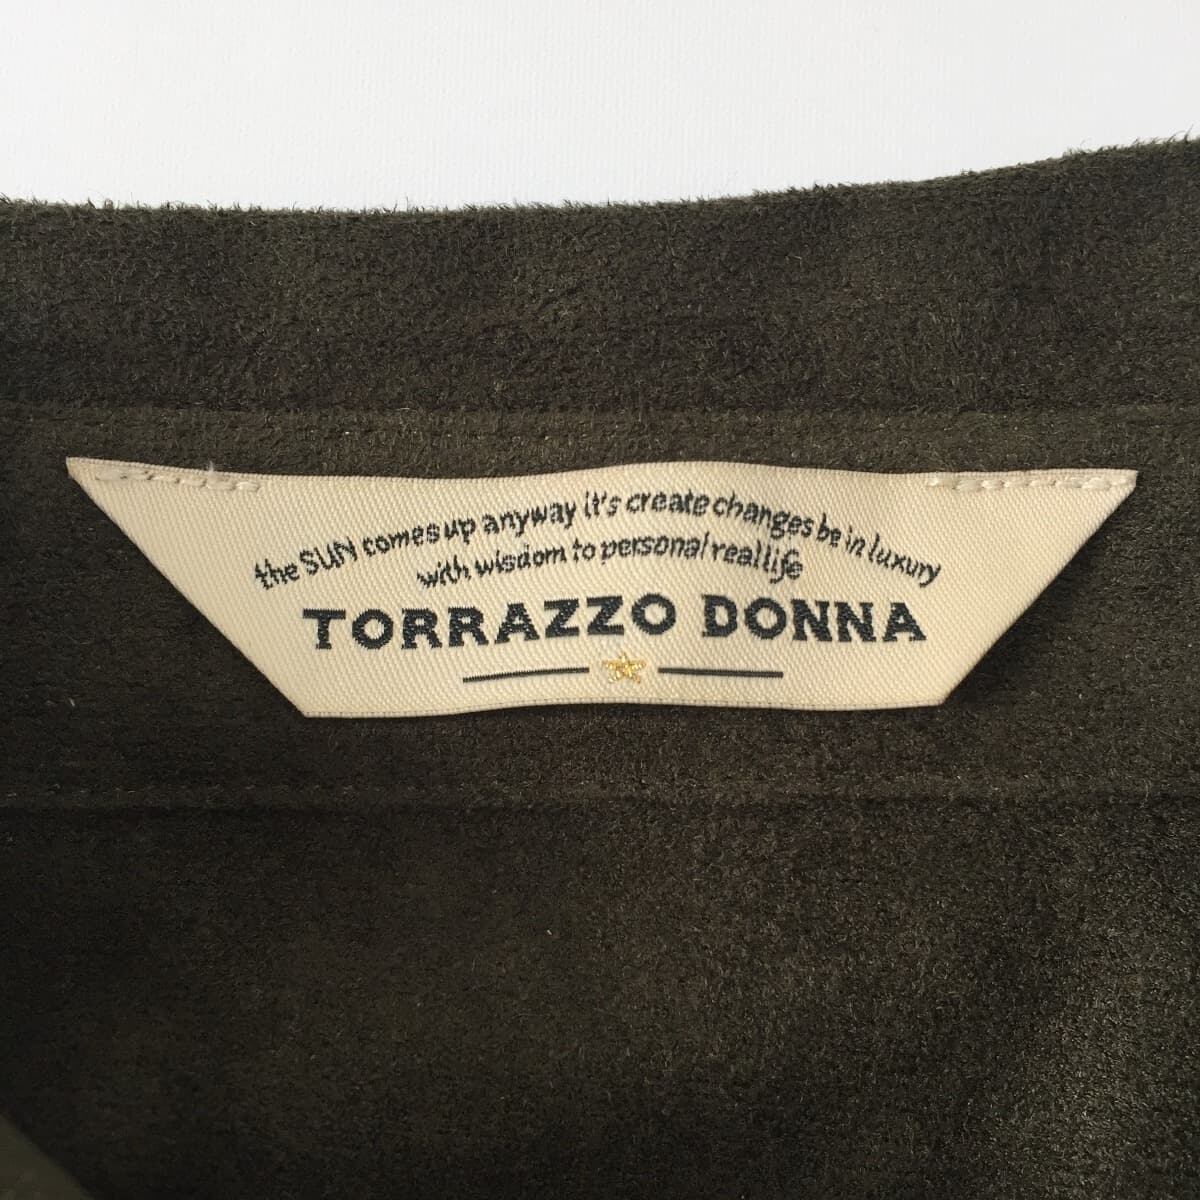 the SUN comes up anyway it's create changes be in luxury
with wisdom to personal real life
TORRAZZO DONNA